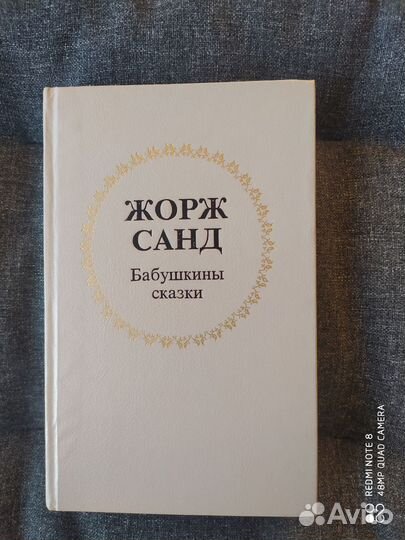 ЖОРЖ
САНД
Бабушкины
сказки
REDMI NOTE 8
48MP QUAD CAMERA
Avito